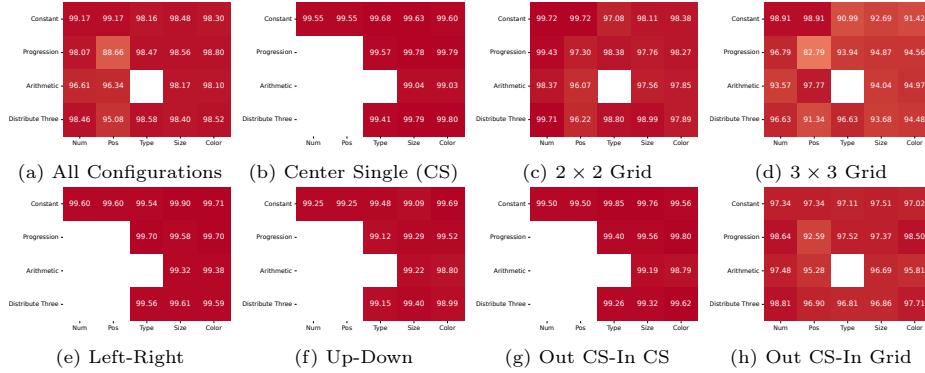 Constant 99.17 99.17 98.16 98.48 98.30
Progression 98.07 88.66 98.47 98.56 98.80
Arithmetic 96.61 96.34 98.17 98.10
Distribute Three 98.46 95.08 98.58 98.40 98.52
Num Pos Type Size Color
(a) All Configurations
Constant 99.55 99.55 99.68 99.63 99.60
Progression 99.57 99.78 99.79
Arithmetic 99.04 99.03
Distribute Three 99.41 99.79 99.80
Num Pos Type Size Color
(b) Center Single (CS)
Constant 99.72 99.72 97.08 98.11 98.38
Progression 99.43 97.30 98.38 97.76 98.27
Arithmetic 98.37 96.07 97.56 97.85
Distribute Three 99.71 96.22 98.80 98.99 97.89
Num Pos Type Size Color
(c) 2 × 2 Grid
Constant 98.91 98.91 90.99 92.69 91.42
Progression 96.79 82.79 93.94 94.87 94.56
Arithmetic 93.57 97.77 94.04 94.97
Distribute Three 96.63 91.34 96.63 93.68 94.48
Num Pos Type Size Color
(d) 3 × 3 Grid
Constant 99.60 99.60 99.54 99.90 99.71
Progression 99.70 99.58 99.70
Arithmetic 99.32 99.38
Distribute Three 99.56 99.61 99.59
Num Pos Type Size Color
(e) Left-Right
Constant 99.25 99.25 99.48 99.09 99.69
Progression 99.12 99.29 99.52
Arithmetic 99.22 98.80
Distribute Three 99.15 99.40 98.99
Num Pos Type Size Color
(f) Up-Down
Constant 99.50 99.50 99.85 99.76 99.56
Progression 99.40 99.56 99.80
Arithmetic 99.19 98.79
Distribute Three 99.26 99.32 99.62
Num Pos Type Size Color
(g) Out CS-In CS
Constant 97.34 97.34 97.11 97.51 97.02
Progression 98.64 92.59 97.52 97.37 98.50
Arithmetic 97.48 95.28 96.69 95.81
Distribute Three 98.81 96.90 96.81 96.86 97.71
Num Pos Type Size Color
(h) Out CS-In Grid